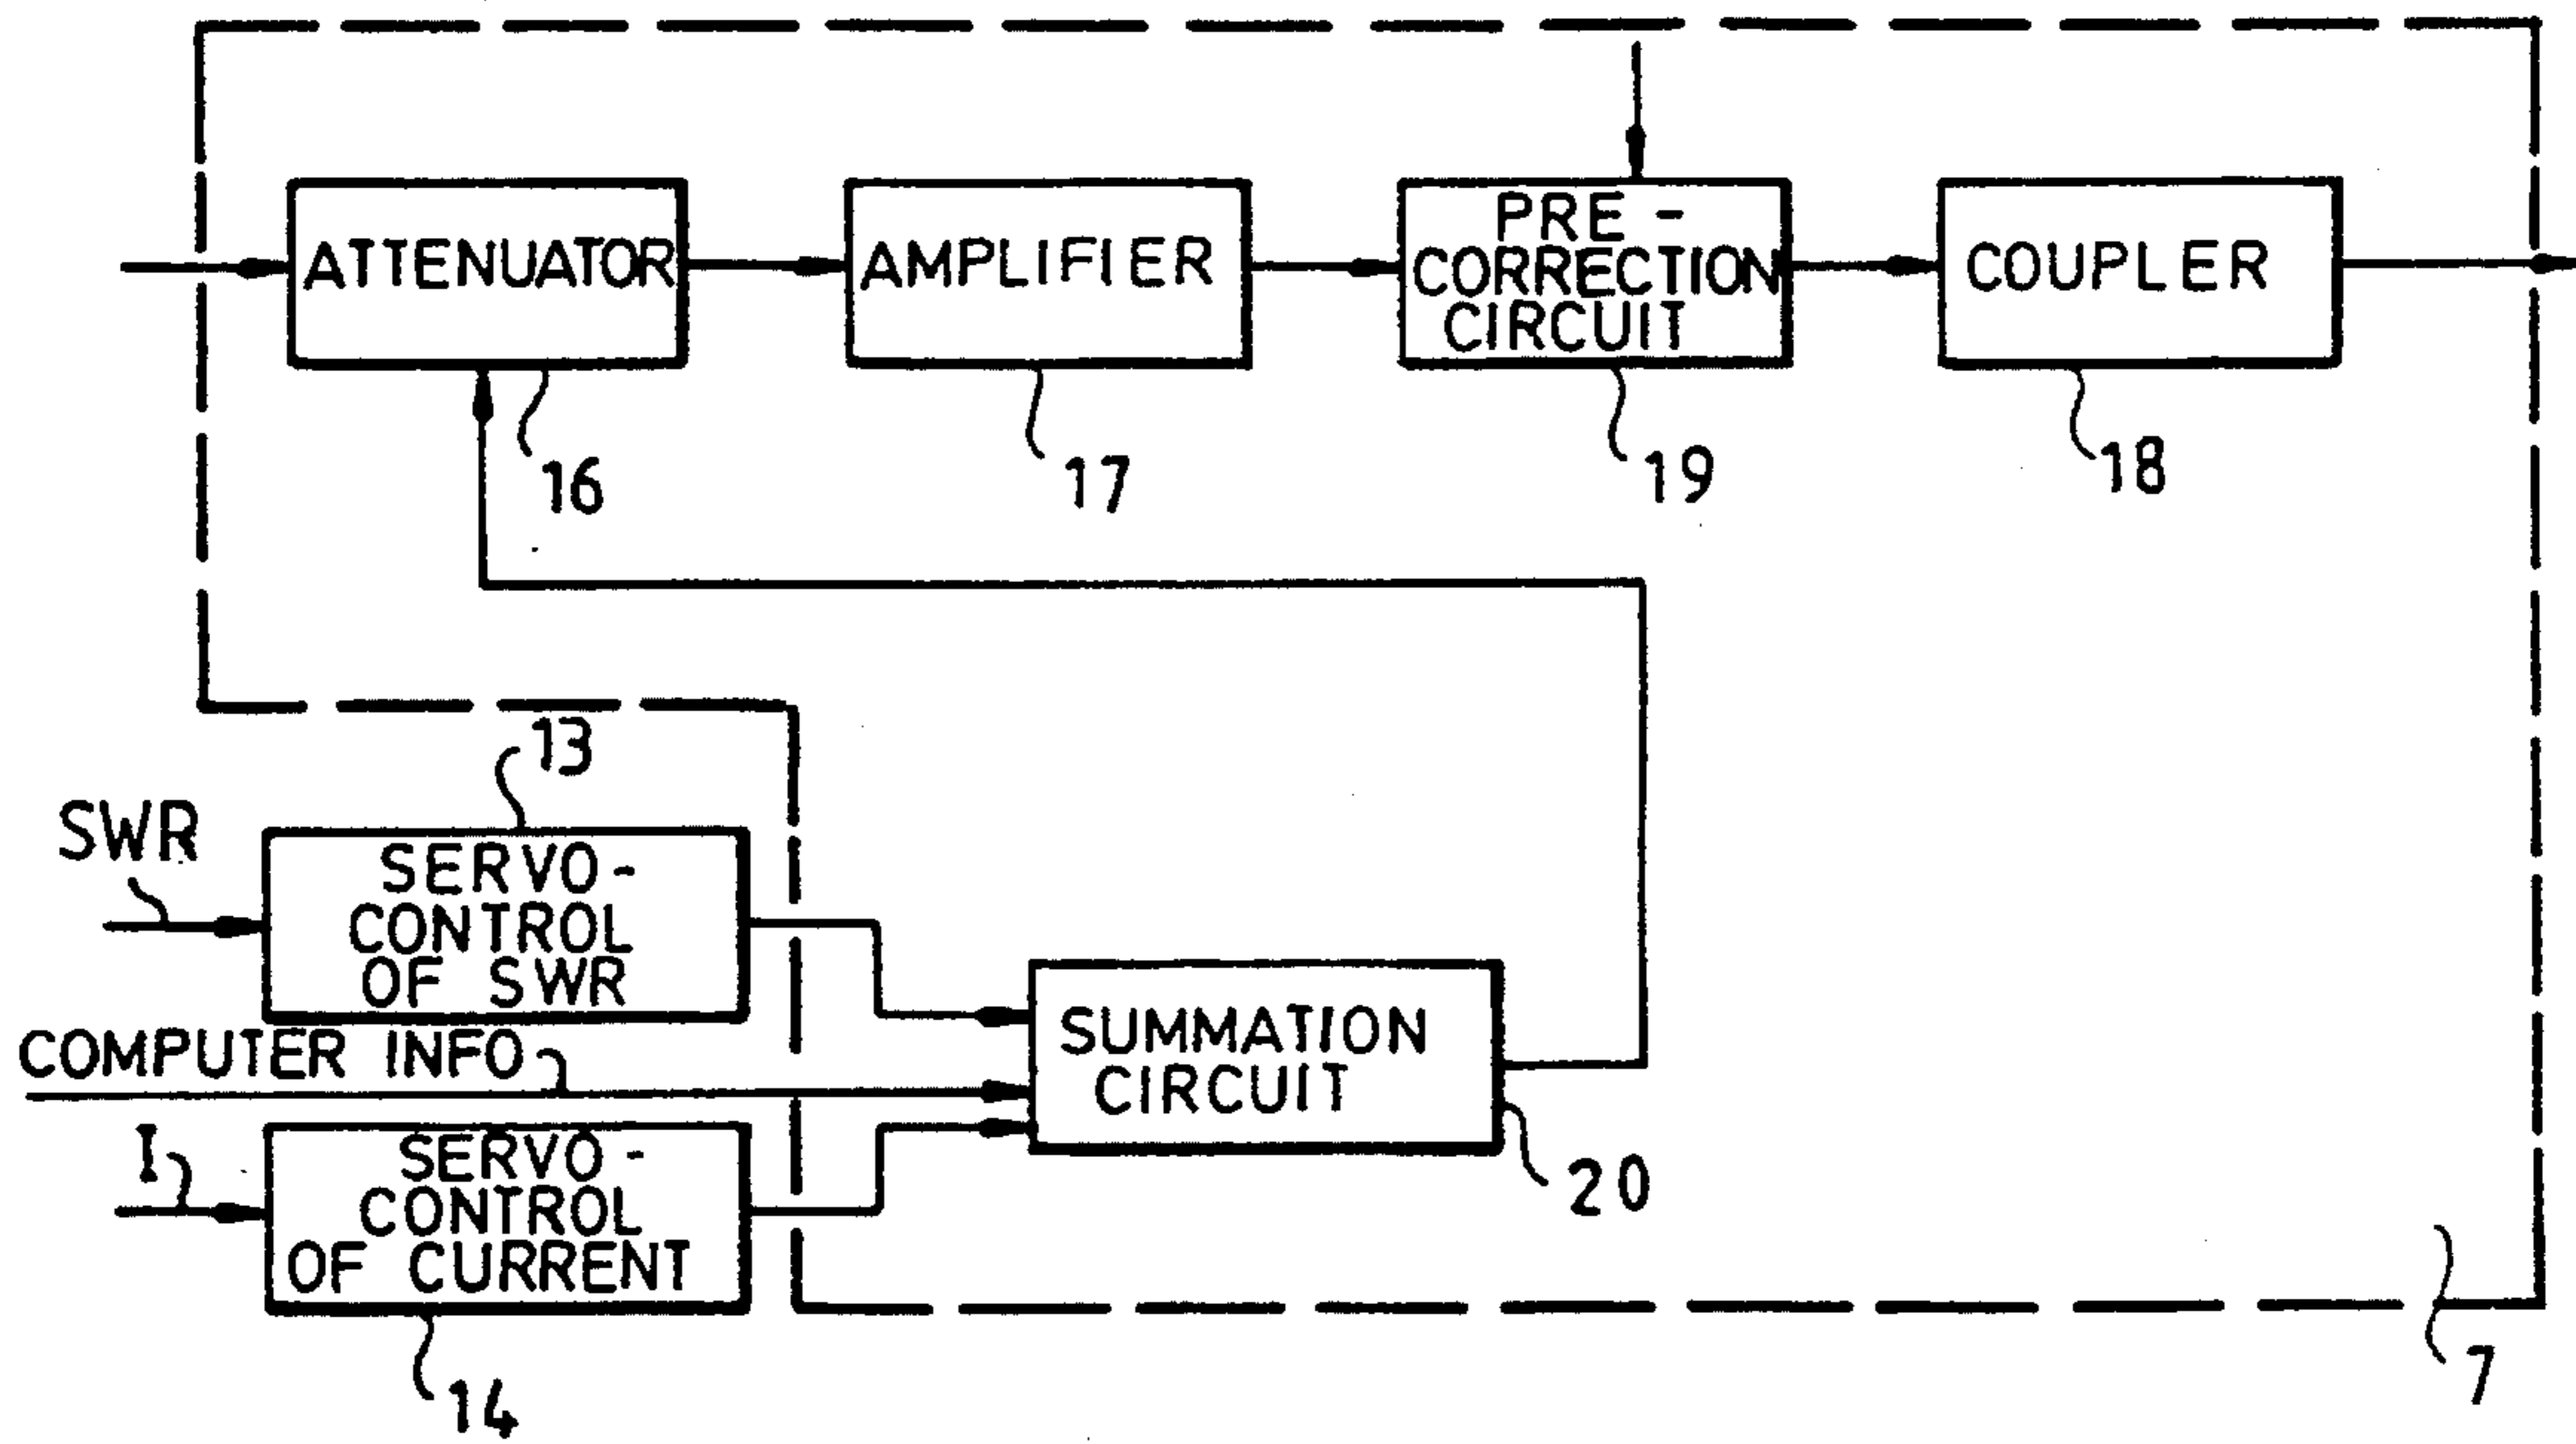 ATTENUATOR
AMPLIFIER
PRE-
CORRECTION
CIRCUIT
COUPLER
16
17
19
18
13
SWR
SERVO-
CONTROL
OF SWR
COMPUTER INFO
SUMMATION
CIRCUIT
I
SERVO-
CONTROL
OF CURRENT
20
14
7